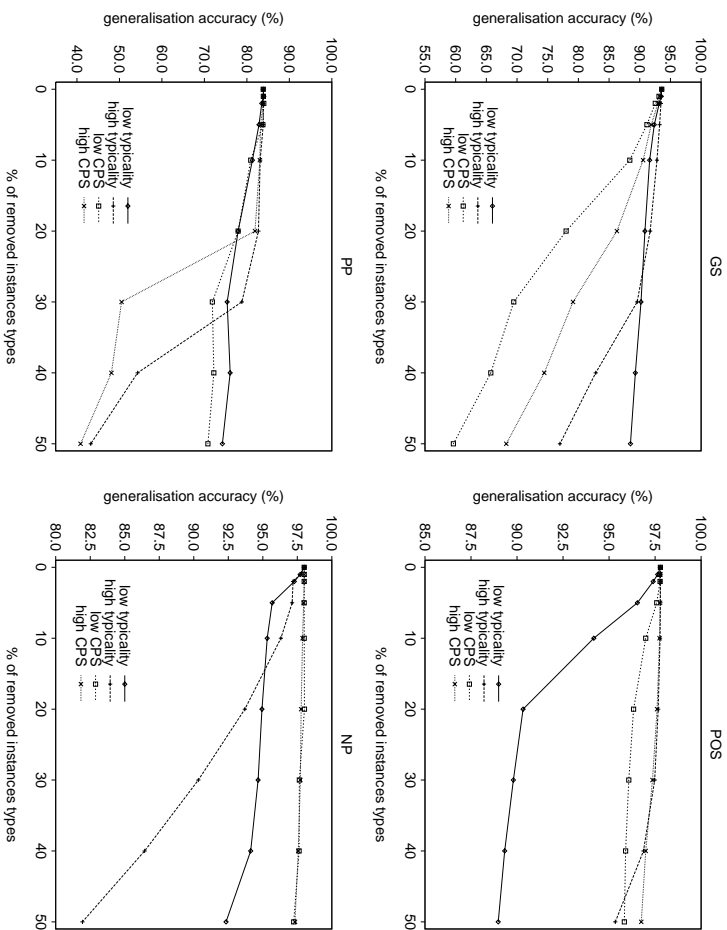 GS
generalisation accuracy (%)
100.0
95.0
90.0
85.0
80.0
75.0
70.0
65.0
60.0
55.0
0
10
20
30
40
50
% of removed instances types
low typicality
high typicality
low CPS
high CPS
POS
generalisation accuracy (%)
100.0
97.5
95.0
92.5
90.0
87.5
85.0
0
10
20
30
40
50
% of removed instances types
low typicality
high typicality
low CPS
high CPS
PP
generalisation accuracy (%)
100.0
90.0
80.0
70.0
60.0
50.0
40.0
0
10
20
30
40
50
% of removed instances types
low typicality
high typicality
low CPS
high CPS
NP
generalisation accuracy (%)
100.0
97.5
95.0
92.5
90.0
87.5
85.0
82.5
80.0
0
10
20
30
40
50
% of removed instances types
low typicality
high typicality
low CPS
high CPS